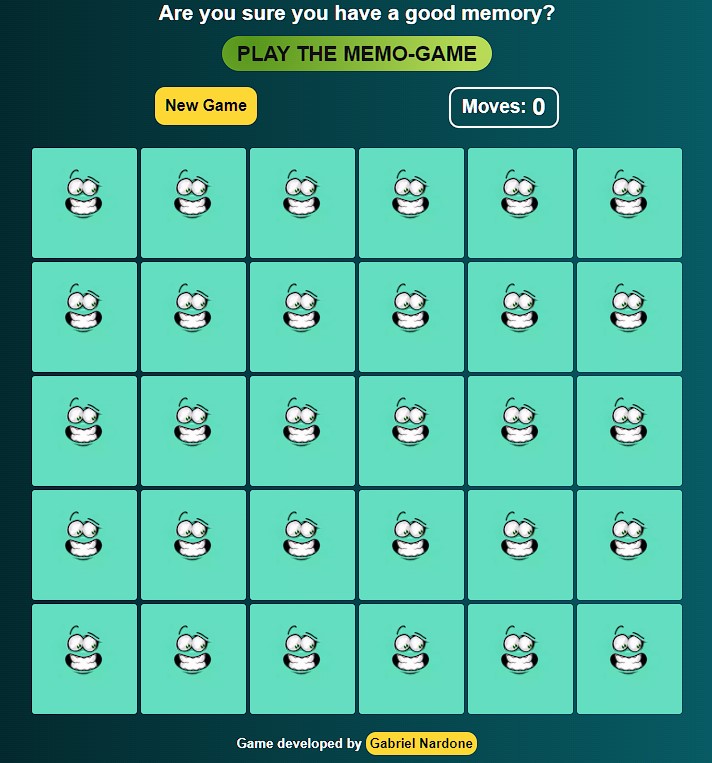 Are you sure you have a good memory?
PLAY THE MEMO-GAME
New Game
Moves: 0
Game developed by Gabriel Nardone